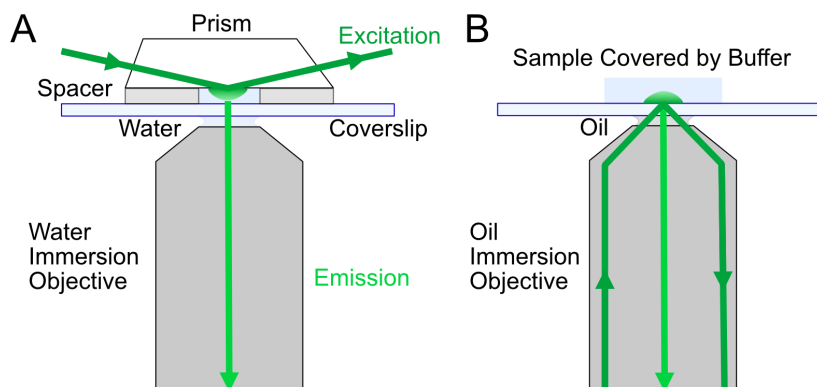 A
Prism
Excitation
Spacer
Water
Coverslip
Water
Immersion
Objective
Emission
B
Sample Covered by Buffer
Oil
Oil
Immersion
Objective